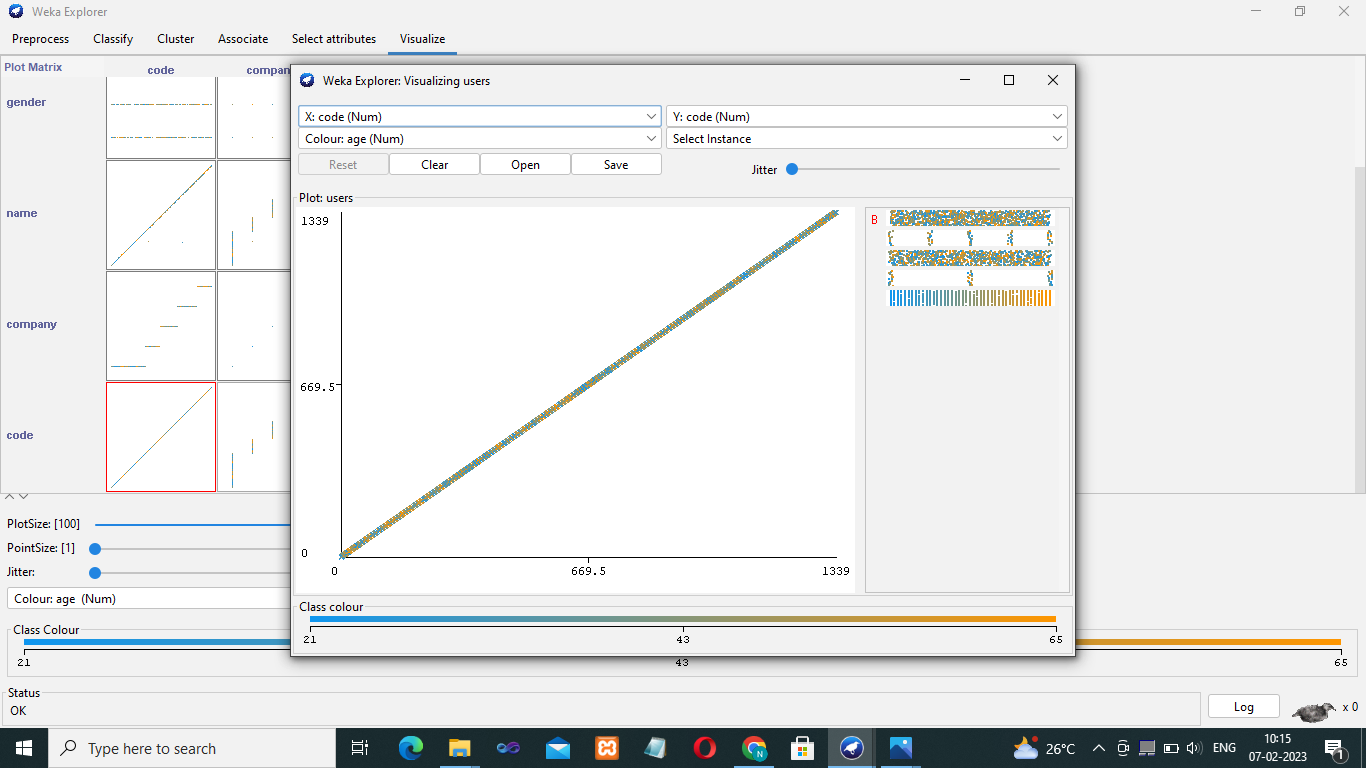 Weka Explorer
Preprocess Classify Cluster Associate Select attributes Visualize
Plot Matrix
code
gender
name
company
code
PlotSize: [100]
PointSize: [1]
Jitter:
Colour: age (Num)
Class Colour
21
43
65
Weka Explorer: Visualizing users
X: code (Num)
Y: code (Num)
Colour: age (Num)
Select Instance
Reset Clear Open Save
Jitter
Plot: users
1339
669.5
0
0 669.5 1339
B
Class colour
21 43 65
Status
OK
Log
x 0
Type here to search
N
26°C
ENG
10:15
07-02-2023
1